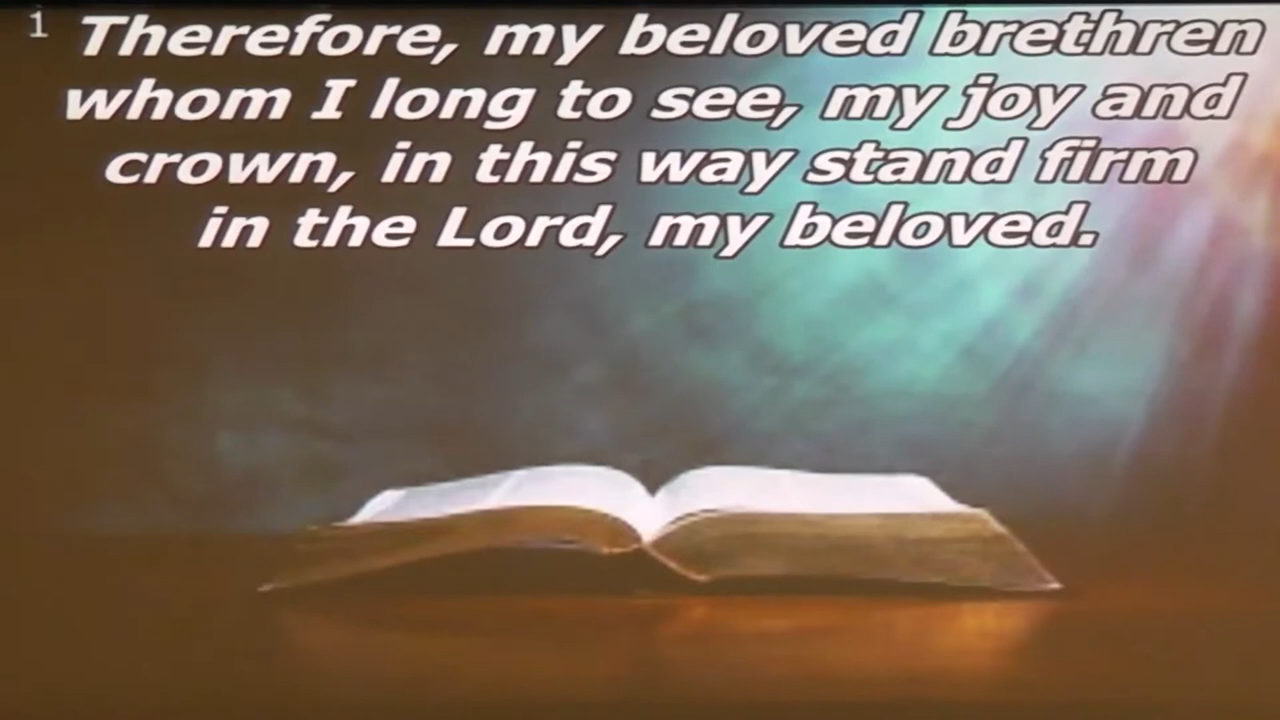 1 Therefore, my beloved brethren
whom I long to see, my joy and
crown, in this way stand firm
in the Lord, my beloved.